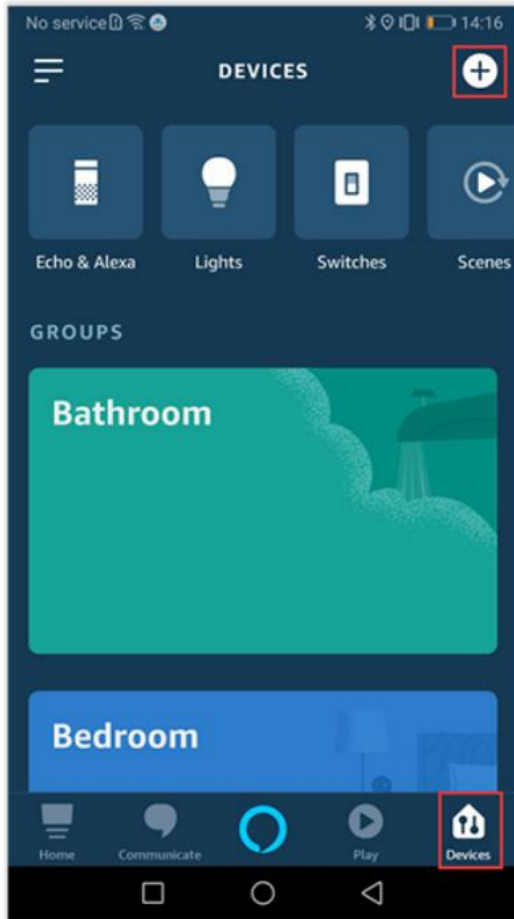 No service 14:16
DEVICES
Echo & Alexa Lights Switches Scenes
GROUPS
Bathroom
Bedroom
Home Communicate Play Devices